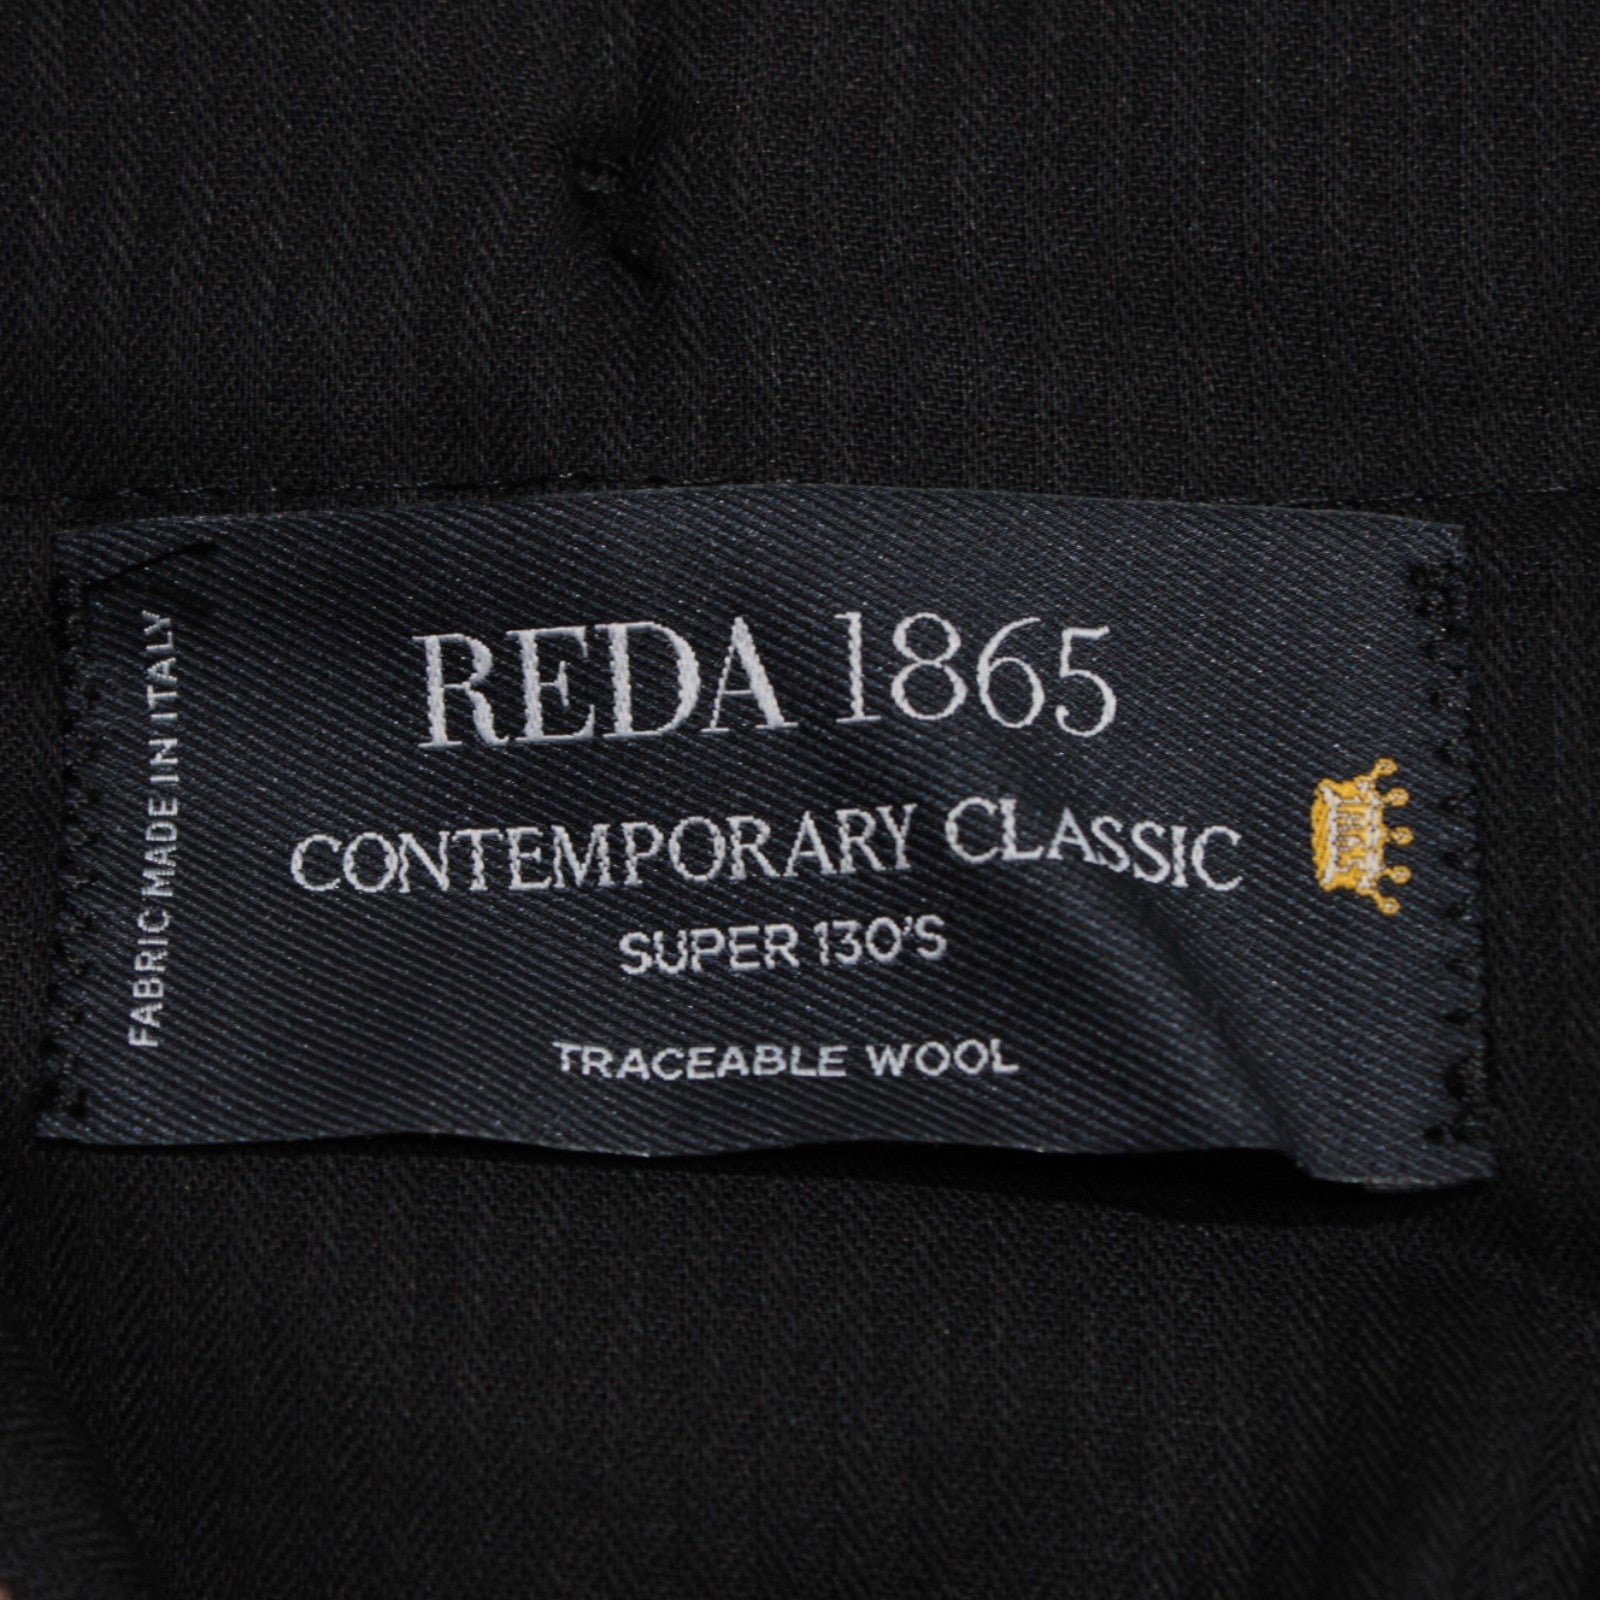 REDA 1865
CONTEMPORARY CLASSIC
SUPER 130'S
TRACEABLE WOOL
FABRIC MADE IN ITALY